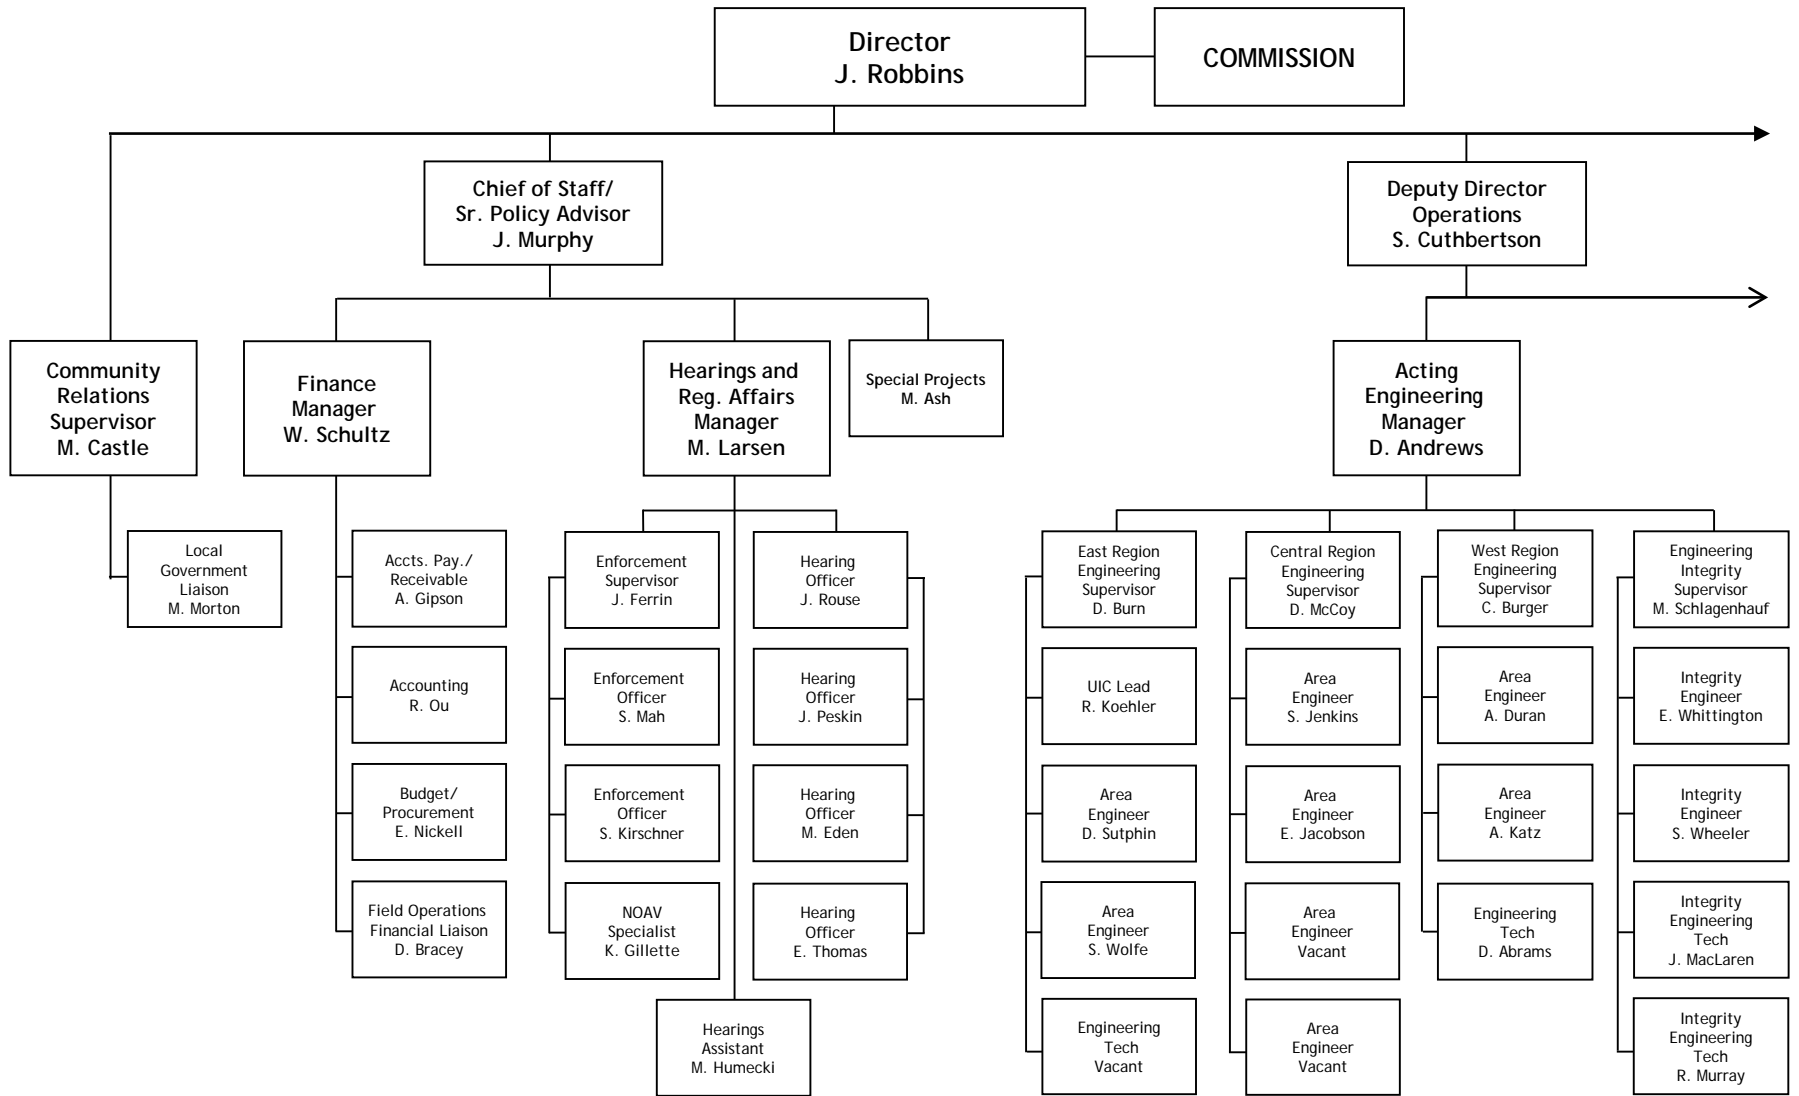 Director
J. Robbins
COMMISSION
Chief of Staff/
Sr. Policy Advisor
J. Murphy
Deputy Director
Operations
S. Cuthbertson
Community
Relations
Supervisor
M. Castle
Finance
Manager
W. Schultz
Hearings and
Reg. Affairs
Manager
M. Larsen
Special Projects
M. Ash
Acting
Engineering
Manager
D. Andrews
Local
Government
Liaison
M. Morton
Accts. Pay./
Receivable
A. Gipson
Accounting
R. Ou
Budget/
Procurement
E. Nickell
Field Operations
Financial Liaison
D. Bracey
Enforcement
Supervisor
J. Ferrin
Enforcement
Officer
S. Mah
Enforcement
Officer
S. Kirschner
NOAV
Specialist
K. Gillette
Hearing
Officer
J. Rouse
Hearing
Officer
J. Peskin
Hearing
Officer
M. Eden
Hearing
Officer
E. Thomas
Hearings
Assistant
M. Humecki
East Region
Engineering
Supervisor
D. Burn
UIC Lead
R. Koehler
Area
Engineer
D. Sutphin
Area
Engineer
S. Wolfe
Engineering
Tech
Vacant
Central Region
Engineering
Supervisor
D. McCoy
Area
Engineer
S. Jenkins
Area
Engineer
E. Jacobson
Area
Engineer
Vacant
Area
Engineer
Vacant
West Region
Engineering
Supervisor
C. Burger
Area
Engineer
A. Duran
Area
Engineer
A. Katz
Engineering
Tech
D. Abrams
Engineering
Integrity
Supervisor
M. Schlagenhauf
Integrity
Engineer
E. Whittington
Integrity
Engineer
S. Wheeler
Integrity
Engineering
Tech
J. MacLaren
Integrity
Engineering
Tech
R. Murray